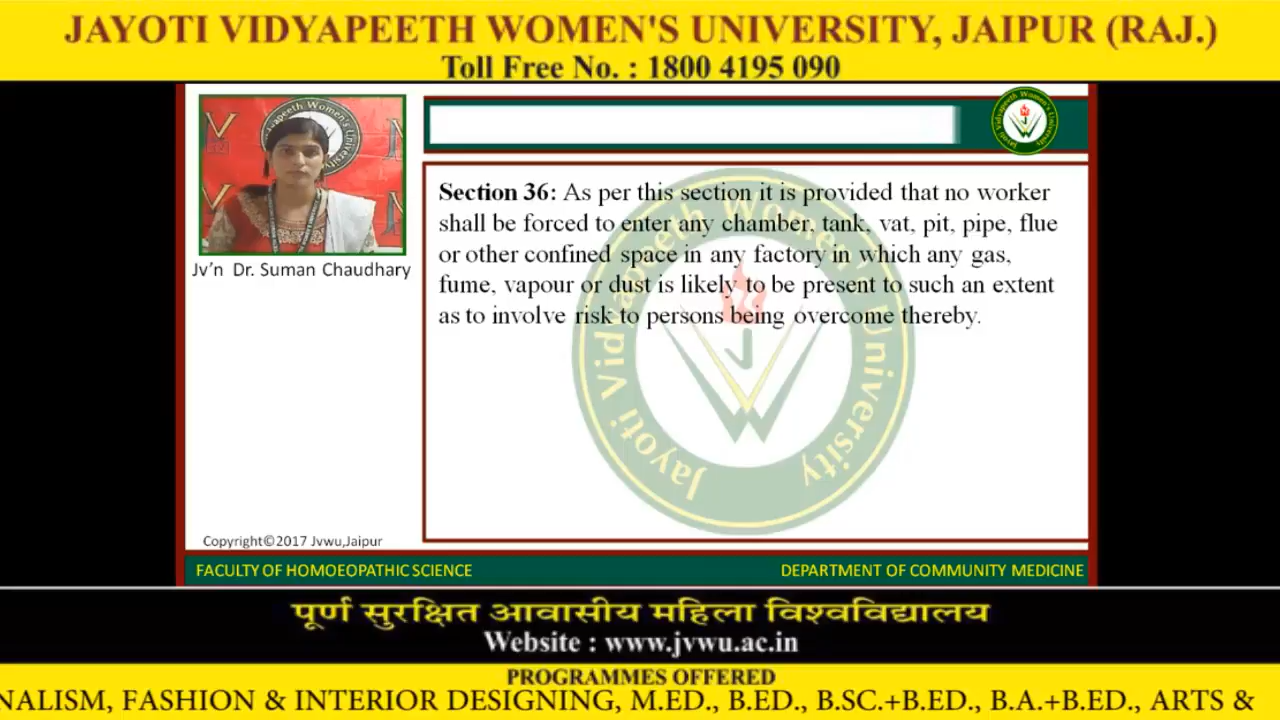 JAYOTI VIDYAPEETH WOMEN'S UNIVERSITY, JAIPUR (RAJ.)
Toll Free No. : 1800 4195 090
Jv'n Dr. Suman Chaudhary
Section 36: As per this section it is provided that no worker
shall be forced to enter any chamber, tank, vat, pit, pipe, flue
or other confined space in any factory in which any gas,
fume, vapour or dust is likely to be present to such an extent
as to involve risk to persons being overcome thereby.
Jayoti Vidyapeeth Women's University
Copyright©2017 Jvwu,Jaipur
FACULTY OF HOMOEOPATHIC SCIENCE
DEPARTMENT OF COMMUNITY MEDICINE
पूर्ण सुरक्षित आवासीय महिला विश्वविद्यालय
Website : www.jvwu.ac.in
PROGRAMMES OFFERED
NALISM, FASHION & INTERIOR DESIGNING, M.ED., B.ED., B.SC.+B.ED., B.A.+B.ED., ARTS &